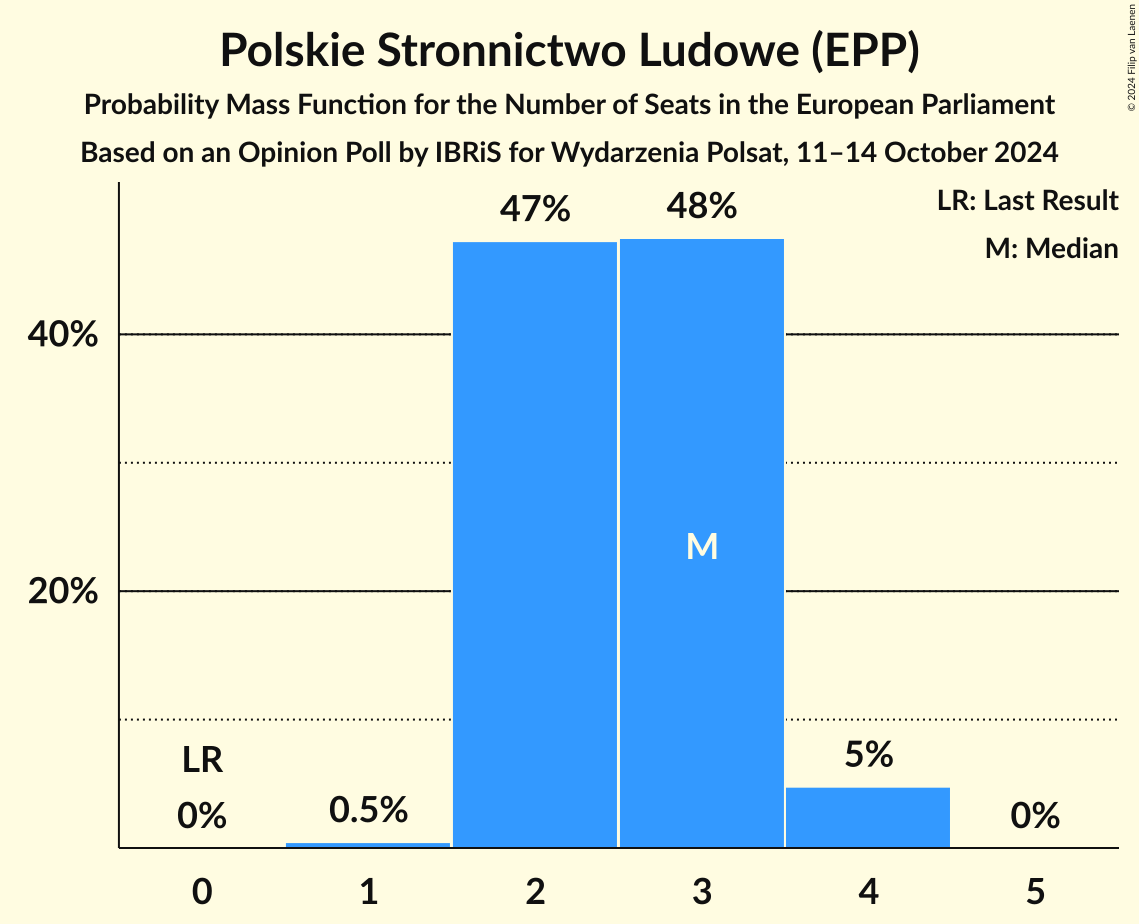 Polskie Stronnictwo Ludowe (EPP)
Probability Mass Function for the Number of Seats in the European Parliament
Based on an Opinion Poll by IBRiS for Wydarzenia Polsat, 11–14 October 2024
© 2024 Filip van Laenen
LR: Last Result
M: Median
47%
48%
40%
M
20%
LR
5%
0%
0.5%
0%
0
1
2
3
4
5